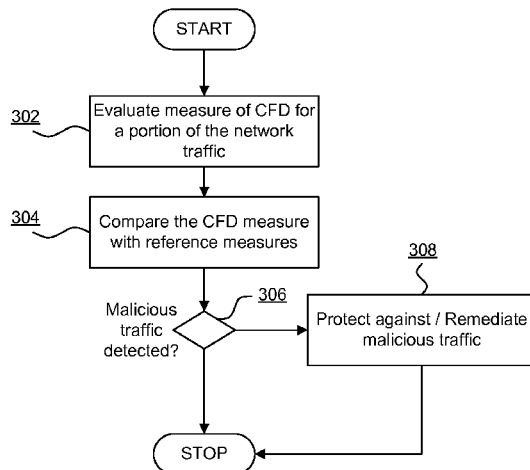 START
302
Evaluate measure of CFD for
a portion of the network
traffic
304
Compare the CFD measure
with reference measures
308
306
Malicious
traffic
detected?
Protect against / Remediate
malicious traffic
STOP